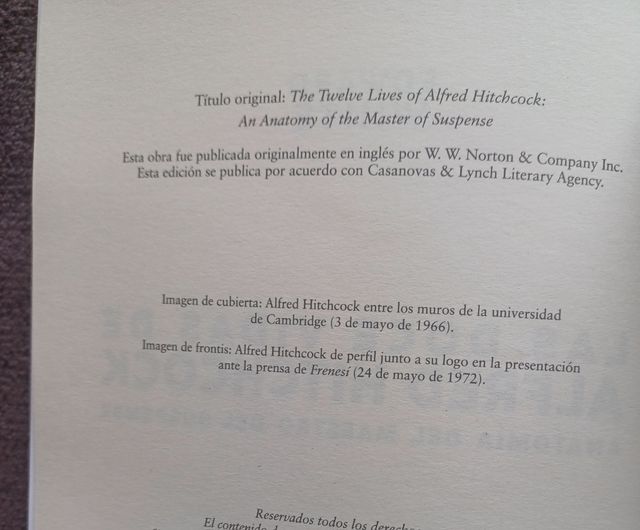 Título original: The Twelve Lives of Alfred Hitchcock:
An Anatomy of the Master of Suspense
Esta obra fue publicada originalmente en inglés por W. W. Norton & Company Inc.
Esta edición se publica por acuerdo con Casanovas & Lynch Literary Agency.
Imagen de cubierta: Alfred Hitchcock entre los muros de la universidad
de Cambridge (3 de mayo de 1966).
Imagen de frontis: Alfred Hitchcock de perfil junto a su logo en la presentación
ante la prensa de Frenesí (24 de mayo de 1972).
Reservados todos los
El contenido